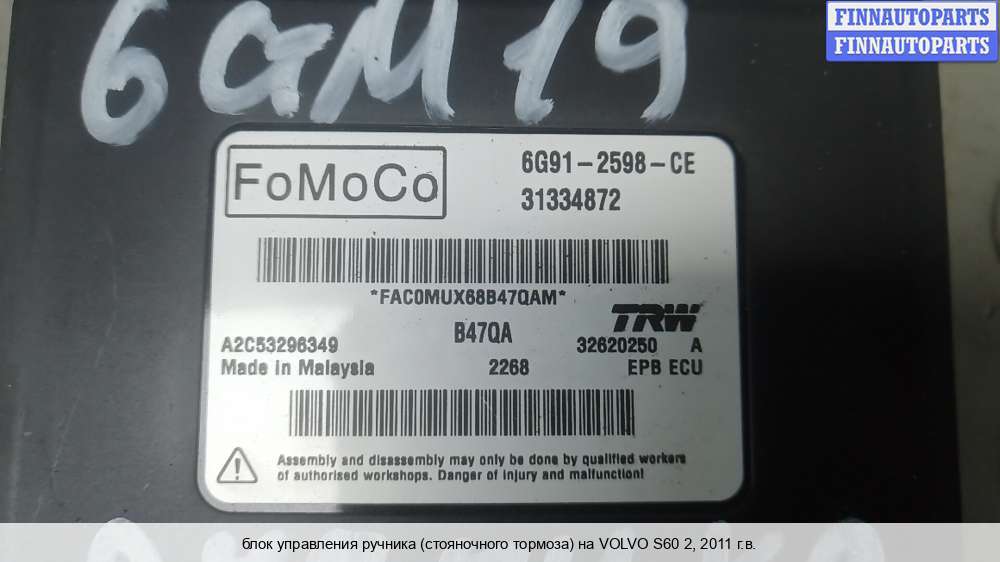 FINNAUTOPARTS
FINNAUTOPARTS
6GM19
FoMoCo
6G91-2598-CE
31334872
*FAC0MUX68B47QAM*
B47QA
TRW
A2C53296349
32620250 A
Made in Malaysia
2268
EPB ECU
Assembly and disassembly may only be done by qualified workers
of authorised workshops. Danger of injury and malfunction!
блок управления ручника (стояночного тормоза) на VOLVO S60 2, 2011 г.в.